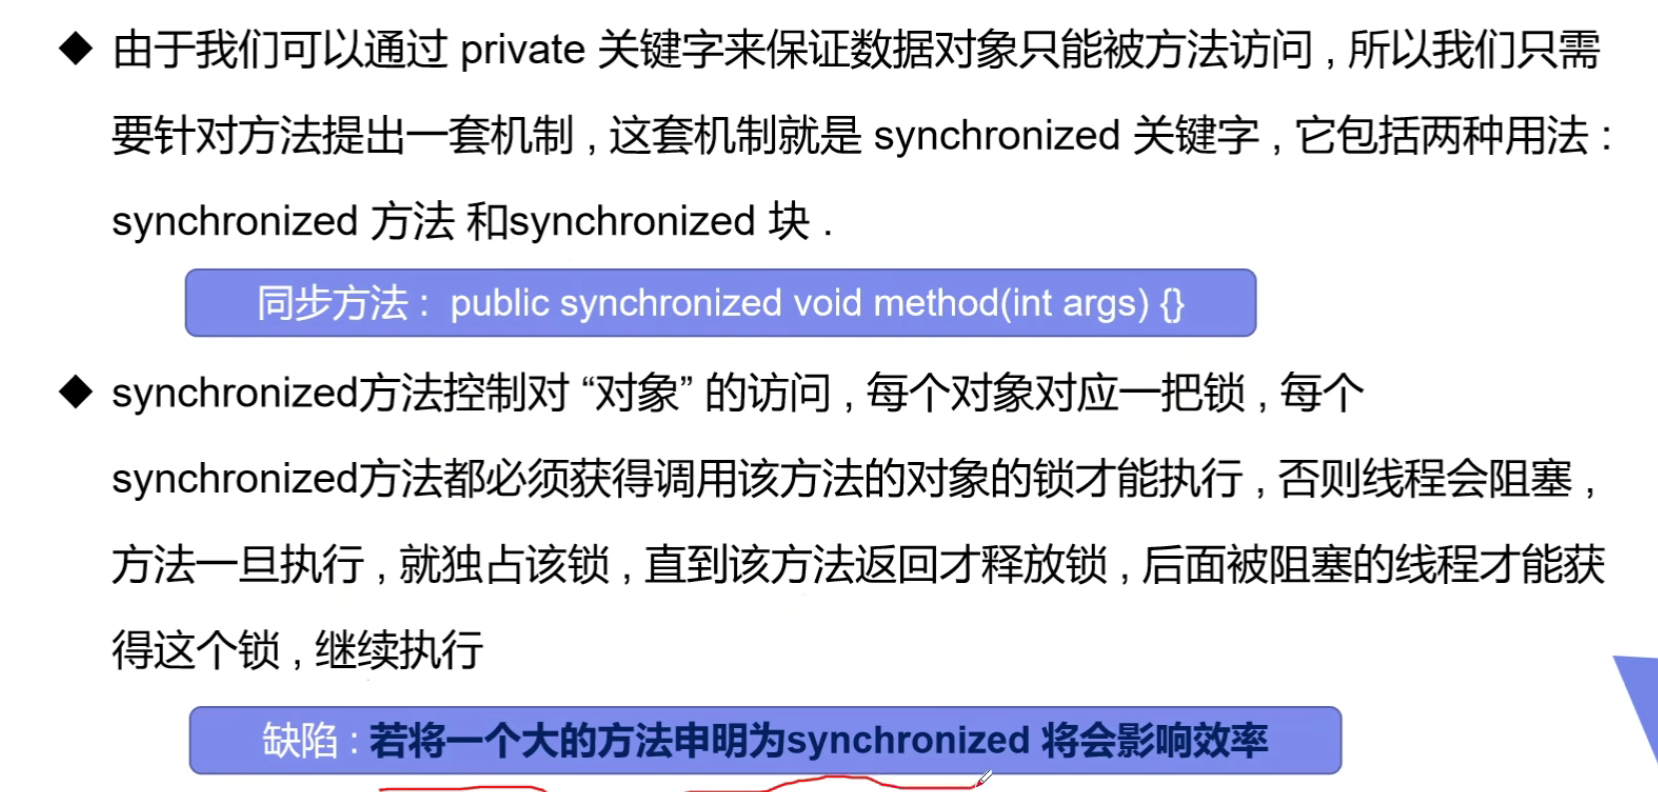 ◆ 由于我们可以通过 private 关键字来保证数据对象只能被方法访问 , 所以我们只需
要针对方法提出一套机制 , 这套机制就是 synchronized 关键字 , 它包括两种用法 :
synchronized 方法 和synchronized 块 .
同步方法 : public synchronized void method(int args) {}
◆ synchronized方法控制对 “对象” 的访问 , 每个对象对应一把锁 , 每个
synchronized方法都必须获得调用该方法的对象的锁才能执行 , 否则线程会阻塞 ,
方法一旦执行 , 就独占该锁 , 直到该方法返回才释放锁 , 后面被阻塞的线程才能获
得这个锁 , 继续执行
缺陷 : 若将一个大的方法申明为synchronized 将会影响效率